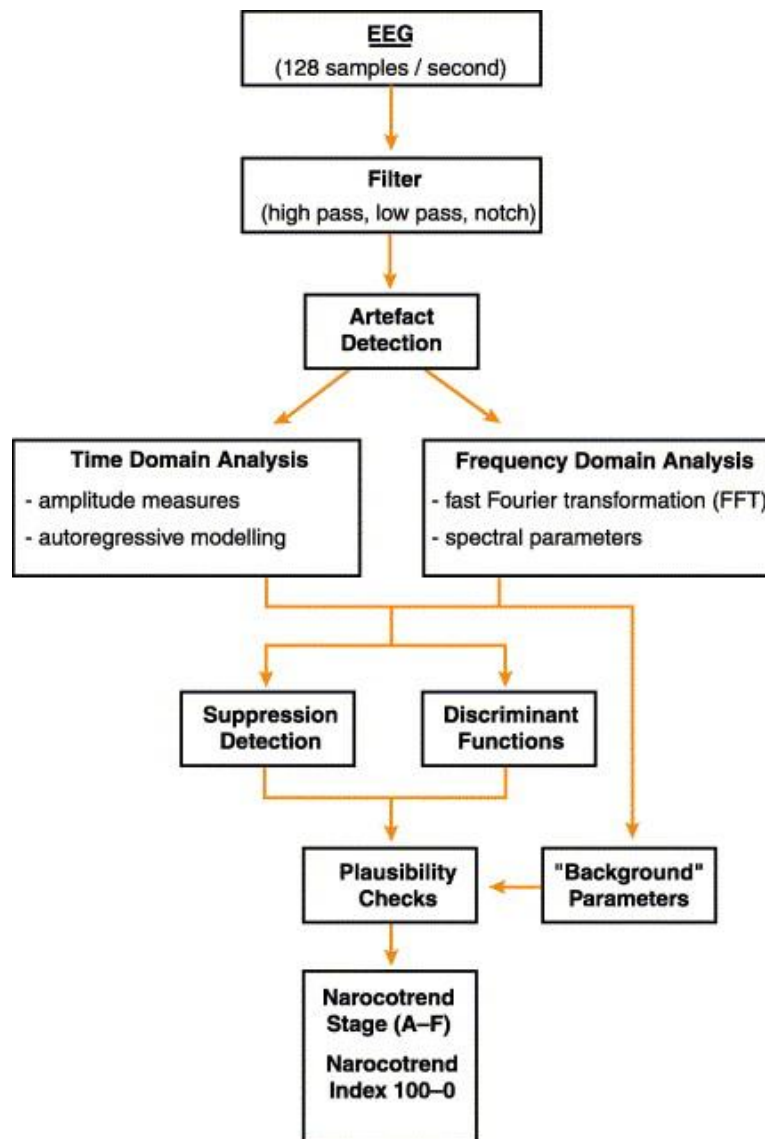 EEG
(128 samples / second)
Filter
(high pass, low pass, notch)
Artefact
Detection
Time Domain Analysis
- amplitude measures
- autoregressive modelling
Frequency Domain Analysis
- fast Fourier transformation (FFT)
- spectral parameters
Suppression
Detection
Discriminant
Functions
Plausibility
Checks
"Background"
Parameters
Narocotrend
Stage (A–F)
Narocotrend
Index 100–0